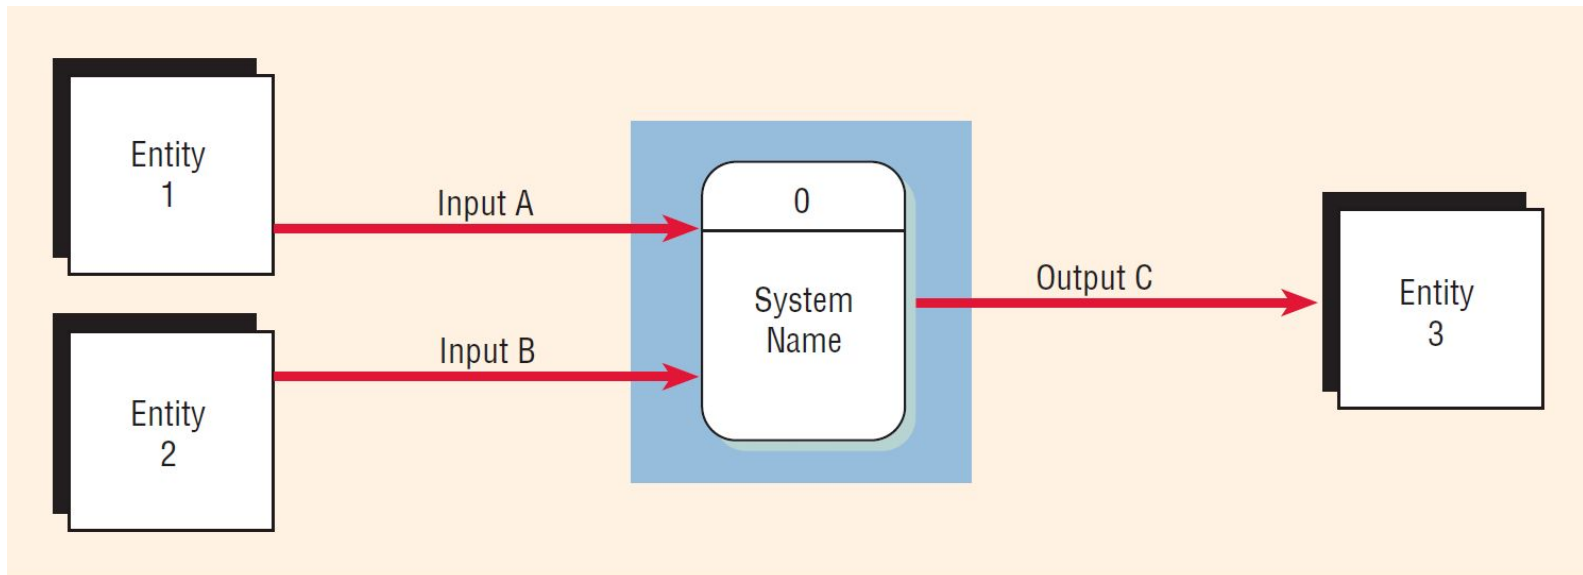 Entity
1
Input A
Entity
2
Input B
0
System
Name
Output C
Entity
3